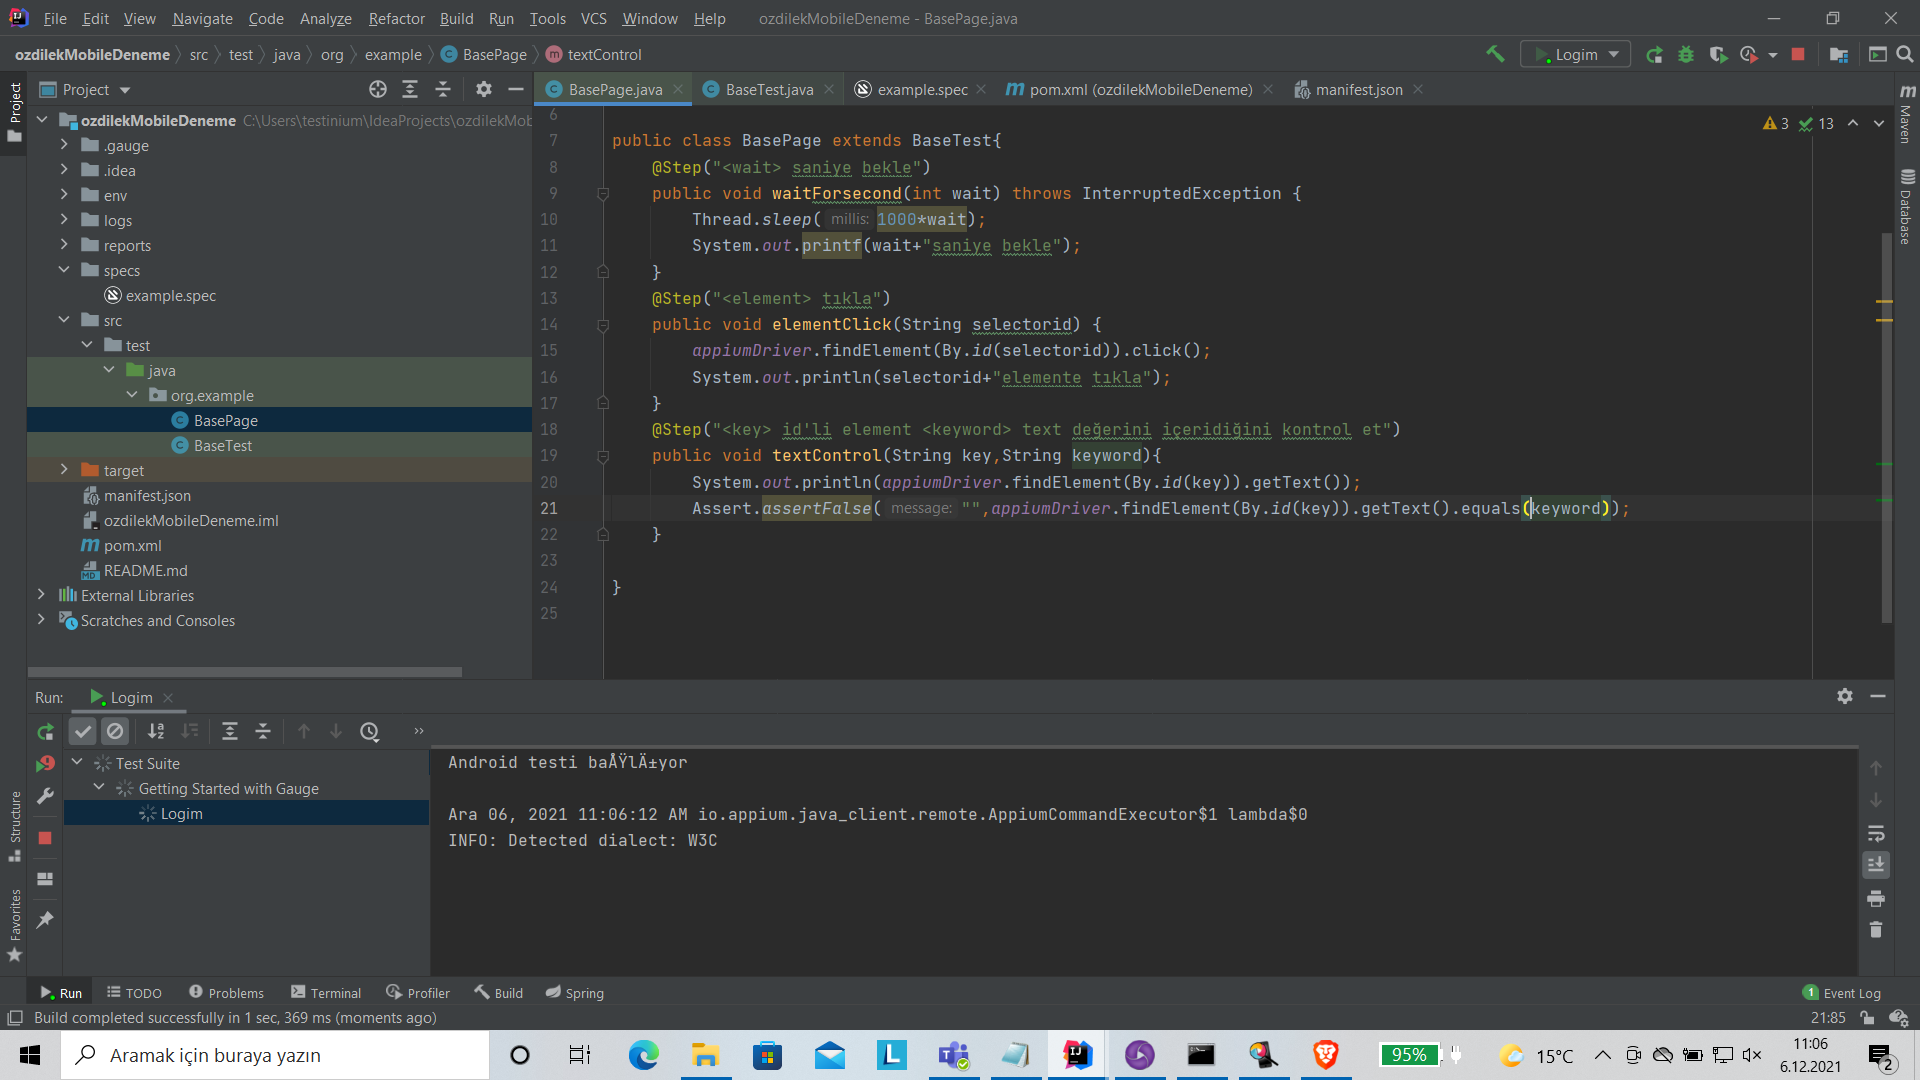 File Edit View Navigate Code Analyze Refactor Build Run Tools VCS Window Help ozdilekMobileDeneme - BasePage.java
ozdilekMobileDeneme src test java org example BasePage textControl Logim
Project
BasePage.java BaseTest.java example.spec pom.xml (ozdilekMobileDeneme) manifest.json
ozdilekMobileDeneme C:\Users\testinium\IdeaProjects\ozdilekMob
.gauge
.idea
env
logs
reports
specs
example.spec
src
test
java
org.example
BasePage
BaseTest
target
manifest.json
ozdilekMobileDeneme.iml
pom.xml
README.md
External Libraries
Scratches and Consoles
3 13
6
7 public class BasePage extends BaseTest{
8 @Step("<wait> saniye bekle")
9 public void waitForsecond(int wait) throws InterruptedException {
10 Thread.sleep( millis: 1000*wait);
11 System.out.printf(wait+"saniye bekle");
12 }
13 @Step("<element> tıkla")
14 public void elementClick(String selectorid) {
15 appiumDriver.findElement(By.id(selectorid)).click();
16 System.out.println(selectorid+"elemente tıkla");
17 }
18 @Step("<key> id'li element <keyword> text değerini içeridiğini kontrol et")
19 public void textControl(String key,String keyword){
20 System.out.println(appiumDriver.findElement(By.id(key)).getText());
21 Assert.assertFalse( message: "",appiumDriver.findElement(By.id(key)).getText().equals(keyword));
22 }
23
24 }
25
Project
Structure
Favorites
Maven
Database
Run: Logim
Test Suite
Getting Started with Gauge
Logim
Android testi baÅŸlÄ±yor
Ara 06, 2021 11:06:12 AM io.appium.java_client.remote.AppiumCommandExecutor$1 lambda$0
INFO: Detected dialect: W3C
Run TODO Problems Terminal Profiler Build Spring 1 Event Log
Build completed successfully in 1 sec, 369 ms (moments ago) 21:85
Aramak için buraya yazın 95% 15°C 11:06
6.12.2021 2